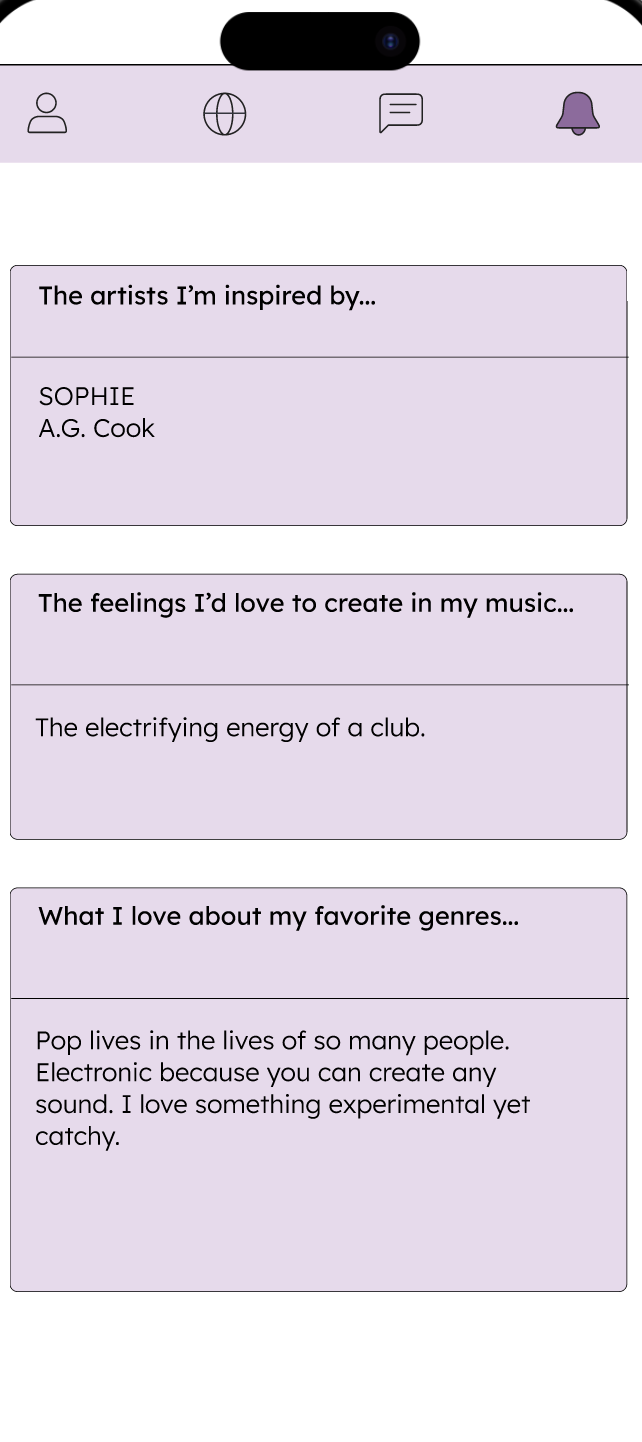 The artists I’m inspired by...
SOPHIE
A.G. Cook
The feelings I’d love to create in my music...
The electrifying energy of a club.
What I love about my favorite genres...
Pop lives in the lives of so many people.
Electronic because you can create any
sound. I love something experimental yet
catchy.